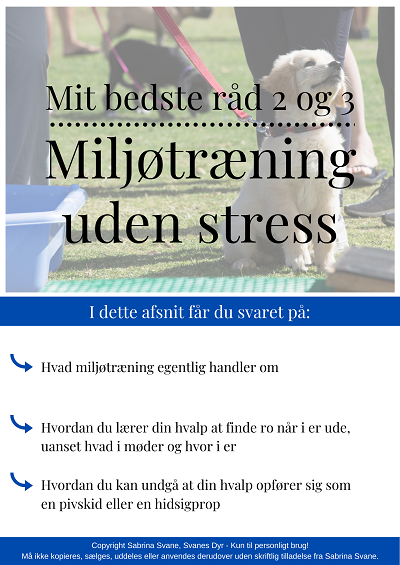 Mit bedste råd 2 og 3
Miljøtræning
uden stress
I dette afsnit får du svaret på:
Hvad miljøtræning egentlig handler om
Hvordan du lærer din hvalp at finde ro når i er ude,
uanset hvad i møder og hvor i er
Hvordan du kan undgå at din hvalp opfører sig som
en pivskid eller en hidsigprop
Copyright Sabrina Svane, Svanes Dyr - Kun til personligt brug!
Må ikke kopieres, sælges, uddeles eller anvendes derudover uden skriftlig tilladelse fra Sabrina Svane.